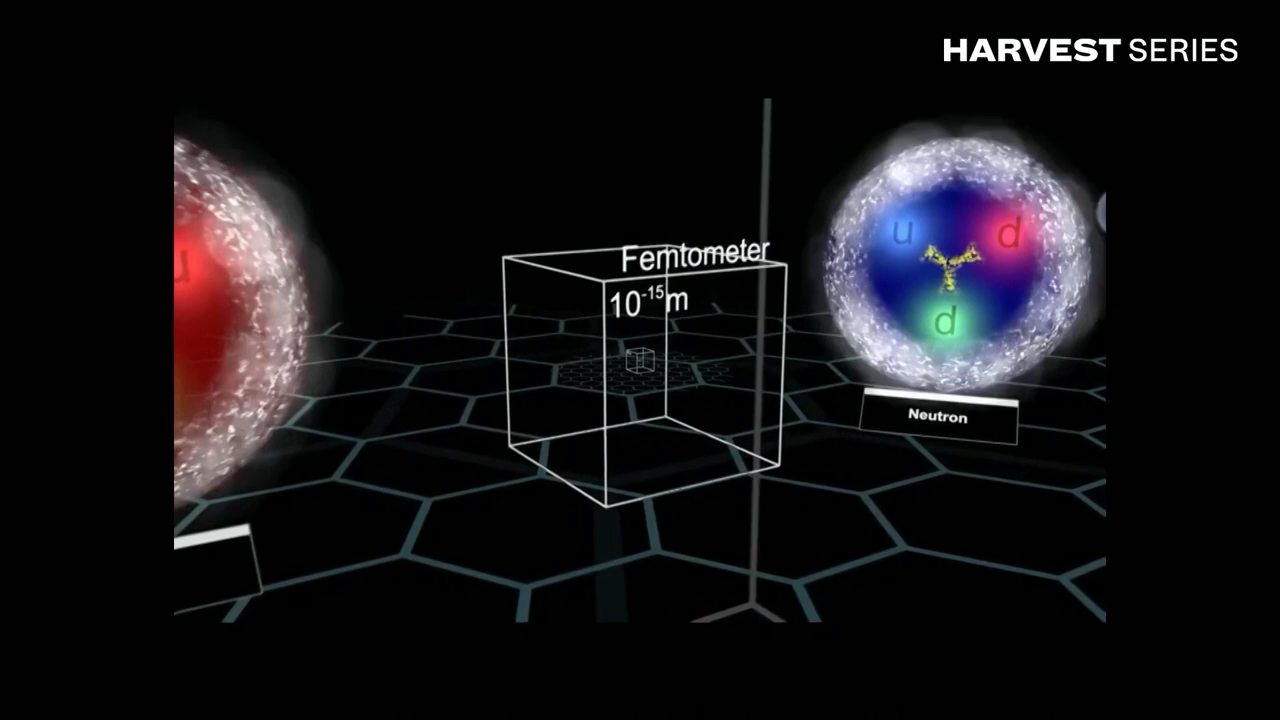 HARVEST SERIES
Femtometer
10⁻¹⁵m
u
u
d
d
Neutron